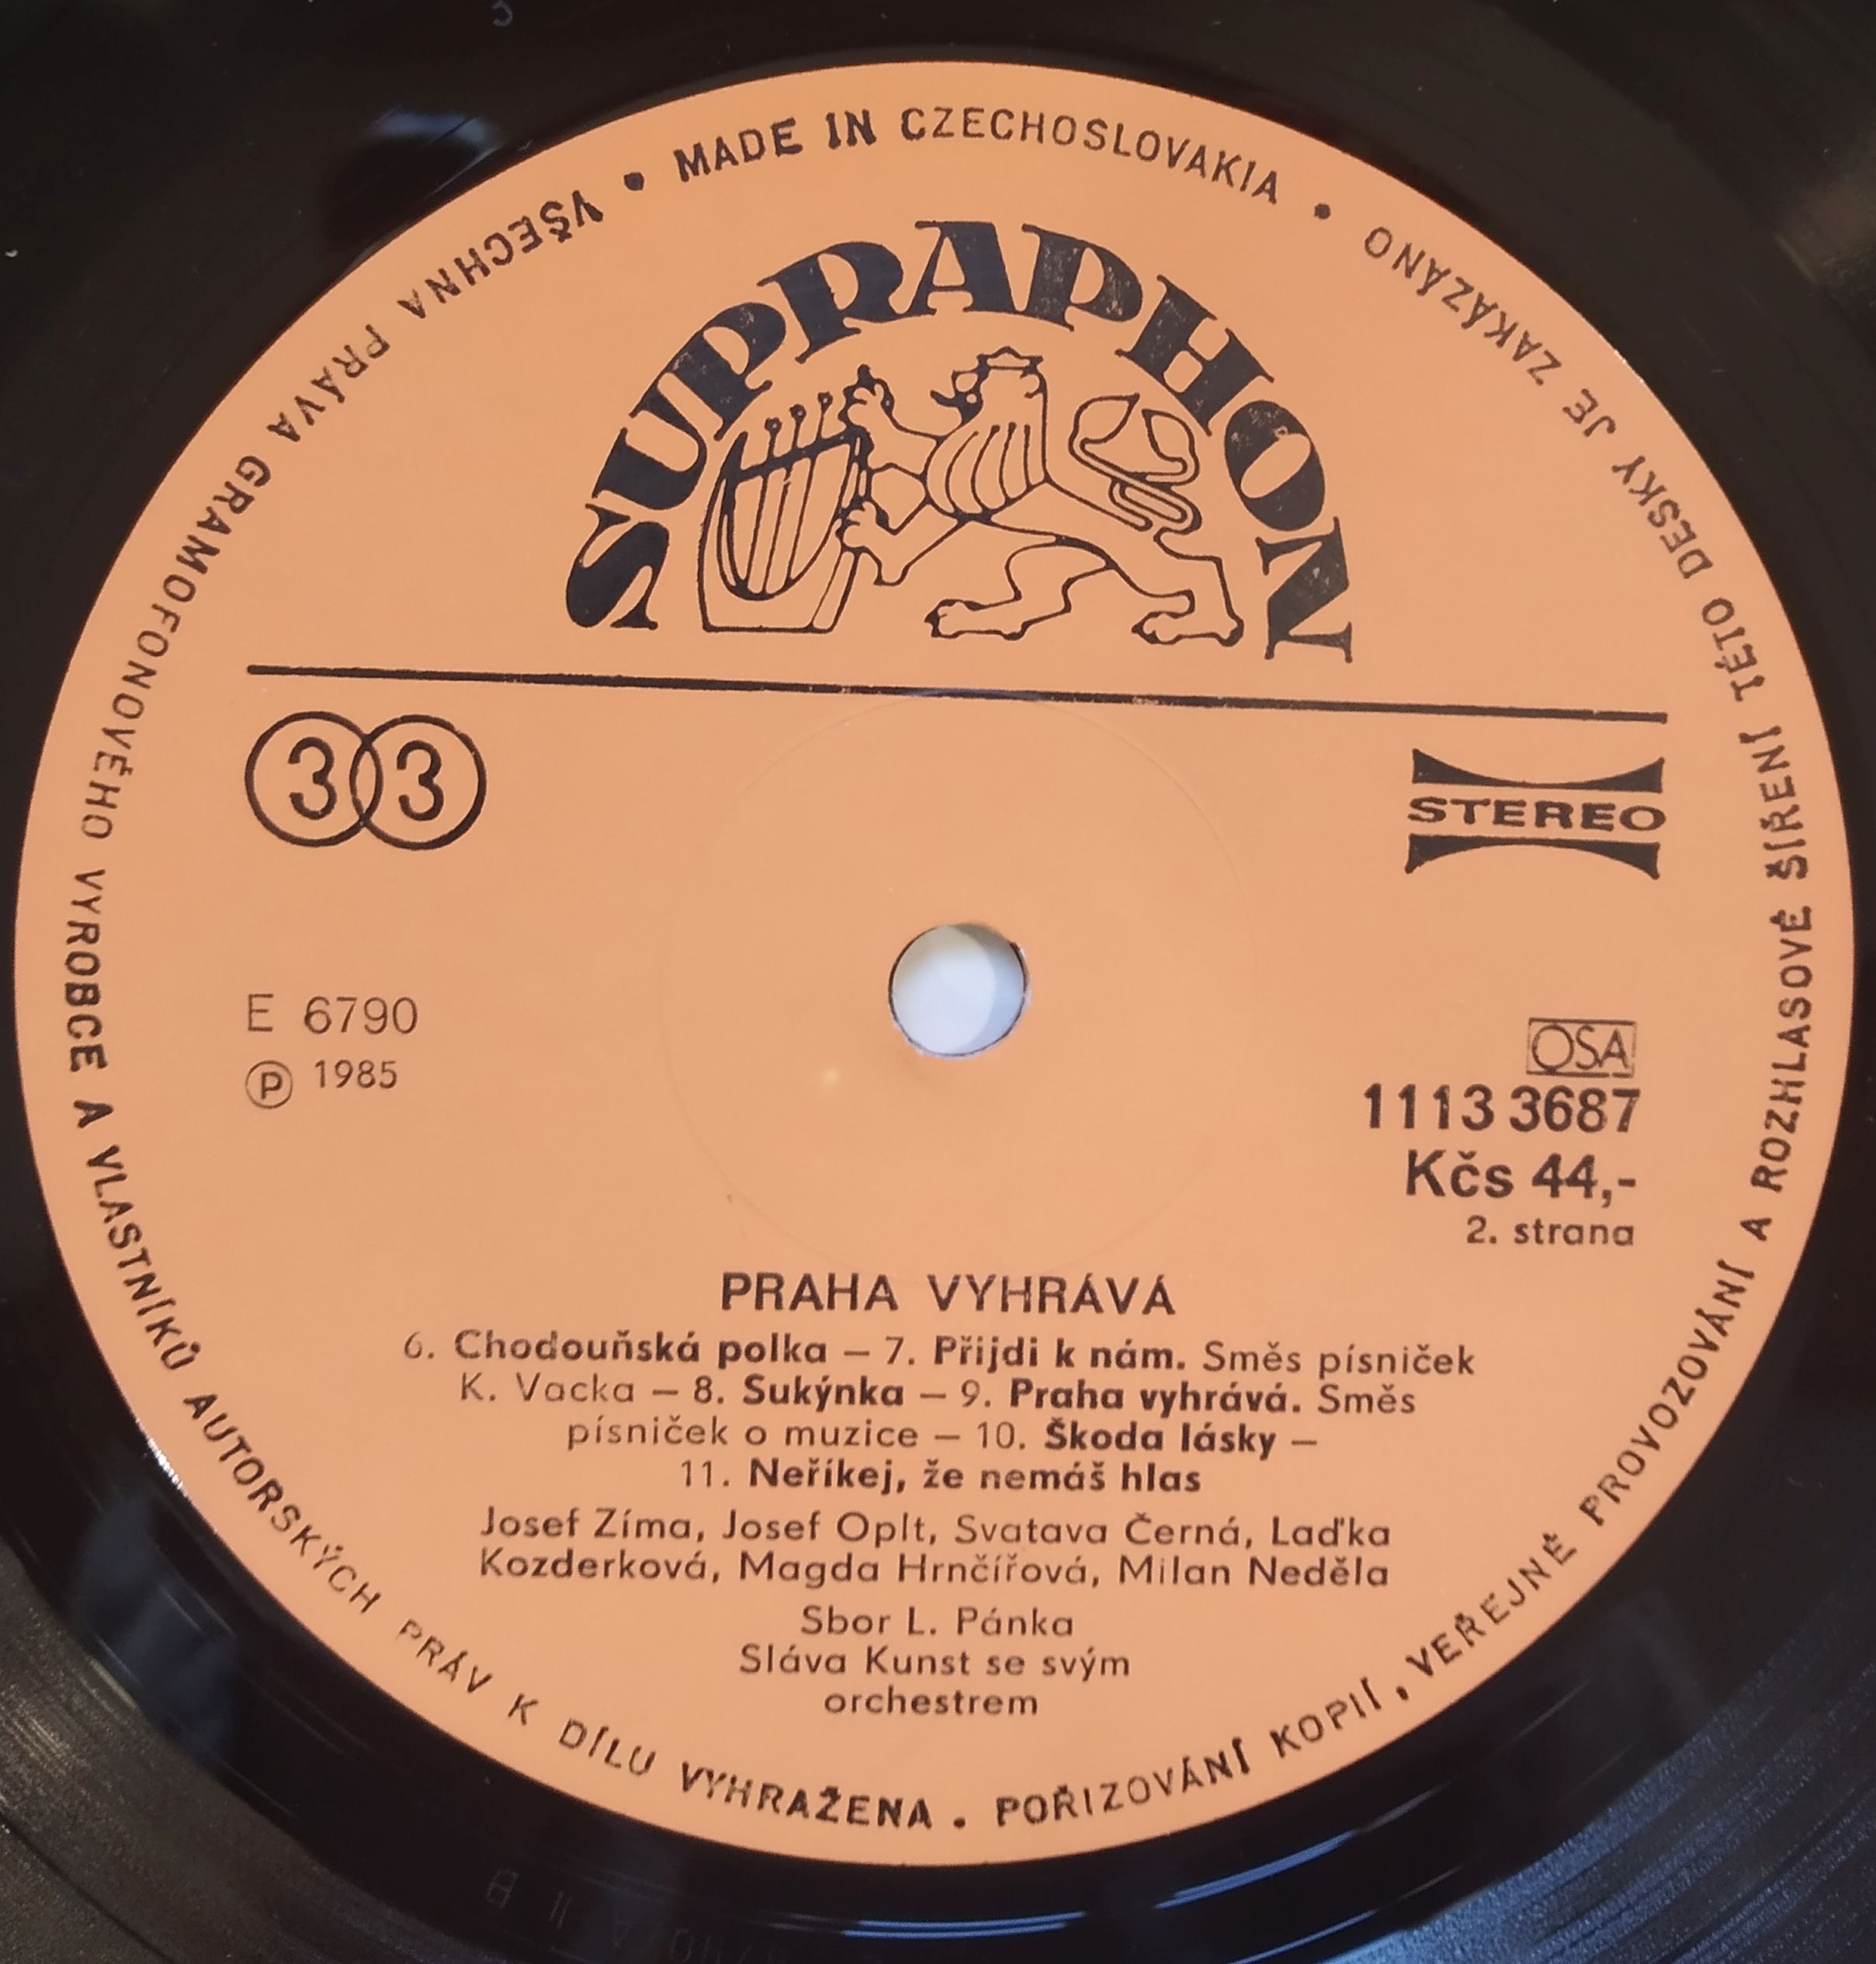 VŠECHNA PRÁVA GRAMOFONOVÉHO VÝROBCE A VLASTNÍKŮ AUTORSKÝCH PRÁV K DÍLU VYHRAŽENA . POŘIZOVÁNÍ KOPIÍ, VEŘEJNÉ PROVOZOVÁNÍ A ROZHLASOVÉ ŠÍŘENÍ TÉTO DESKY JE ZAKÁZÁNO
• MADE IN CZECHOSLOVAKIA •
SUPRAPHON
33
STEREO
E 6790
Ⓟ 1985
OSA
1113 3687
Kčs 44,-
2. strana
PRAHA VYHRÁVÁ
6. Chodouňská polka – 7. Přijdi k nám. Směs písniček
K. Vacka – 8. Sukýnka – 9. Praha vyhrává. Směs
písniček o muzice – 10. Škoda lásky –
11. Neříkej, že nemáš hlas
Josef Zíma, Josef Oplt, Svatava Černá, Laďka
Kozderková, Magda Hrnčířová, Milan Neděla
Sbor L. Pánka
Sláva Kunst se svým
orchestrem